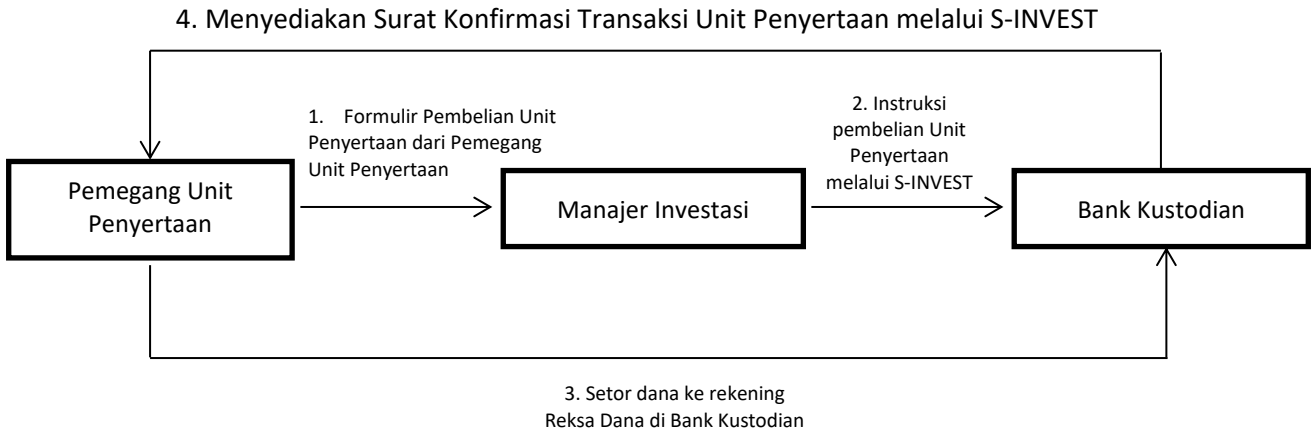 4. Menyediakan Surat Konfirmasi Transaksi Unit Penyertaan melalui S-INVEST
1. Formulir Pembelian Unit
Penyertaan dari Pemegang
Unit Penyertaan
2. Instruksi
pembelian Unit
Penyertaan
melalui S-INVEST
Pemegang Unit
Penyertaan
Manajer Investasi
Bank Kustodian
3. Setor dana ke rekening
Reksa Dana di Bank Kustodian